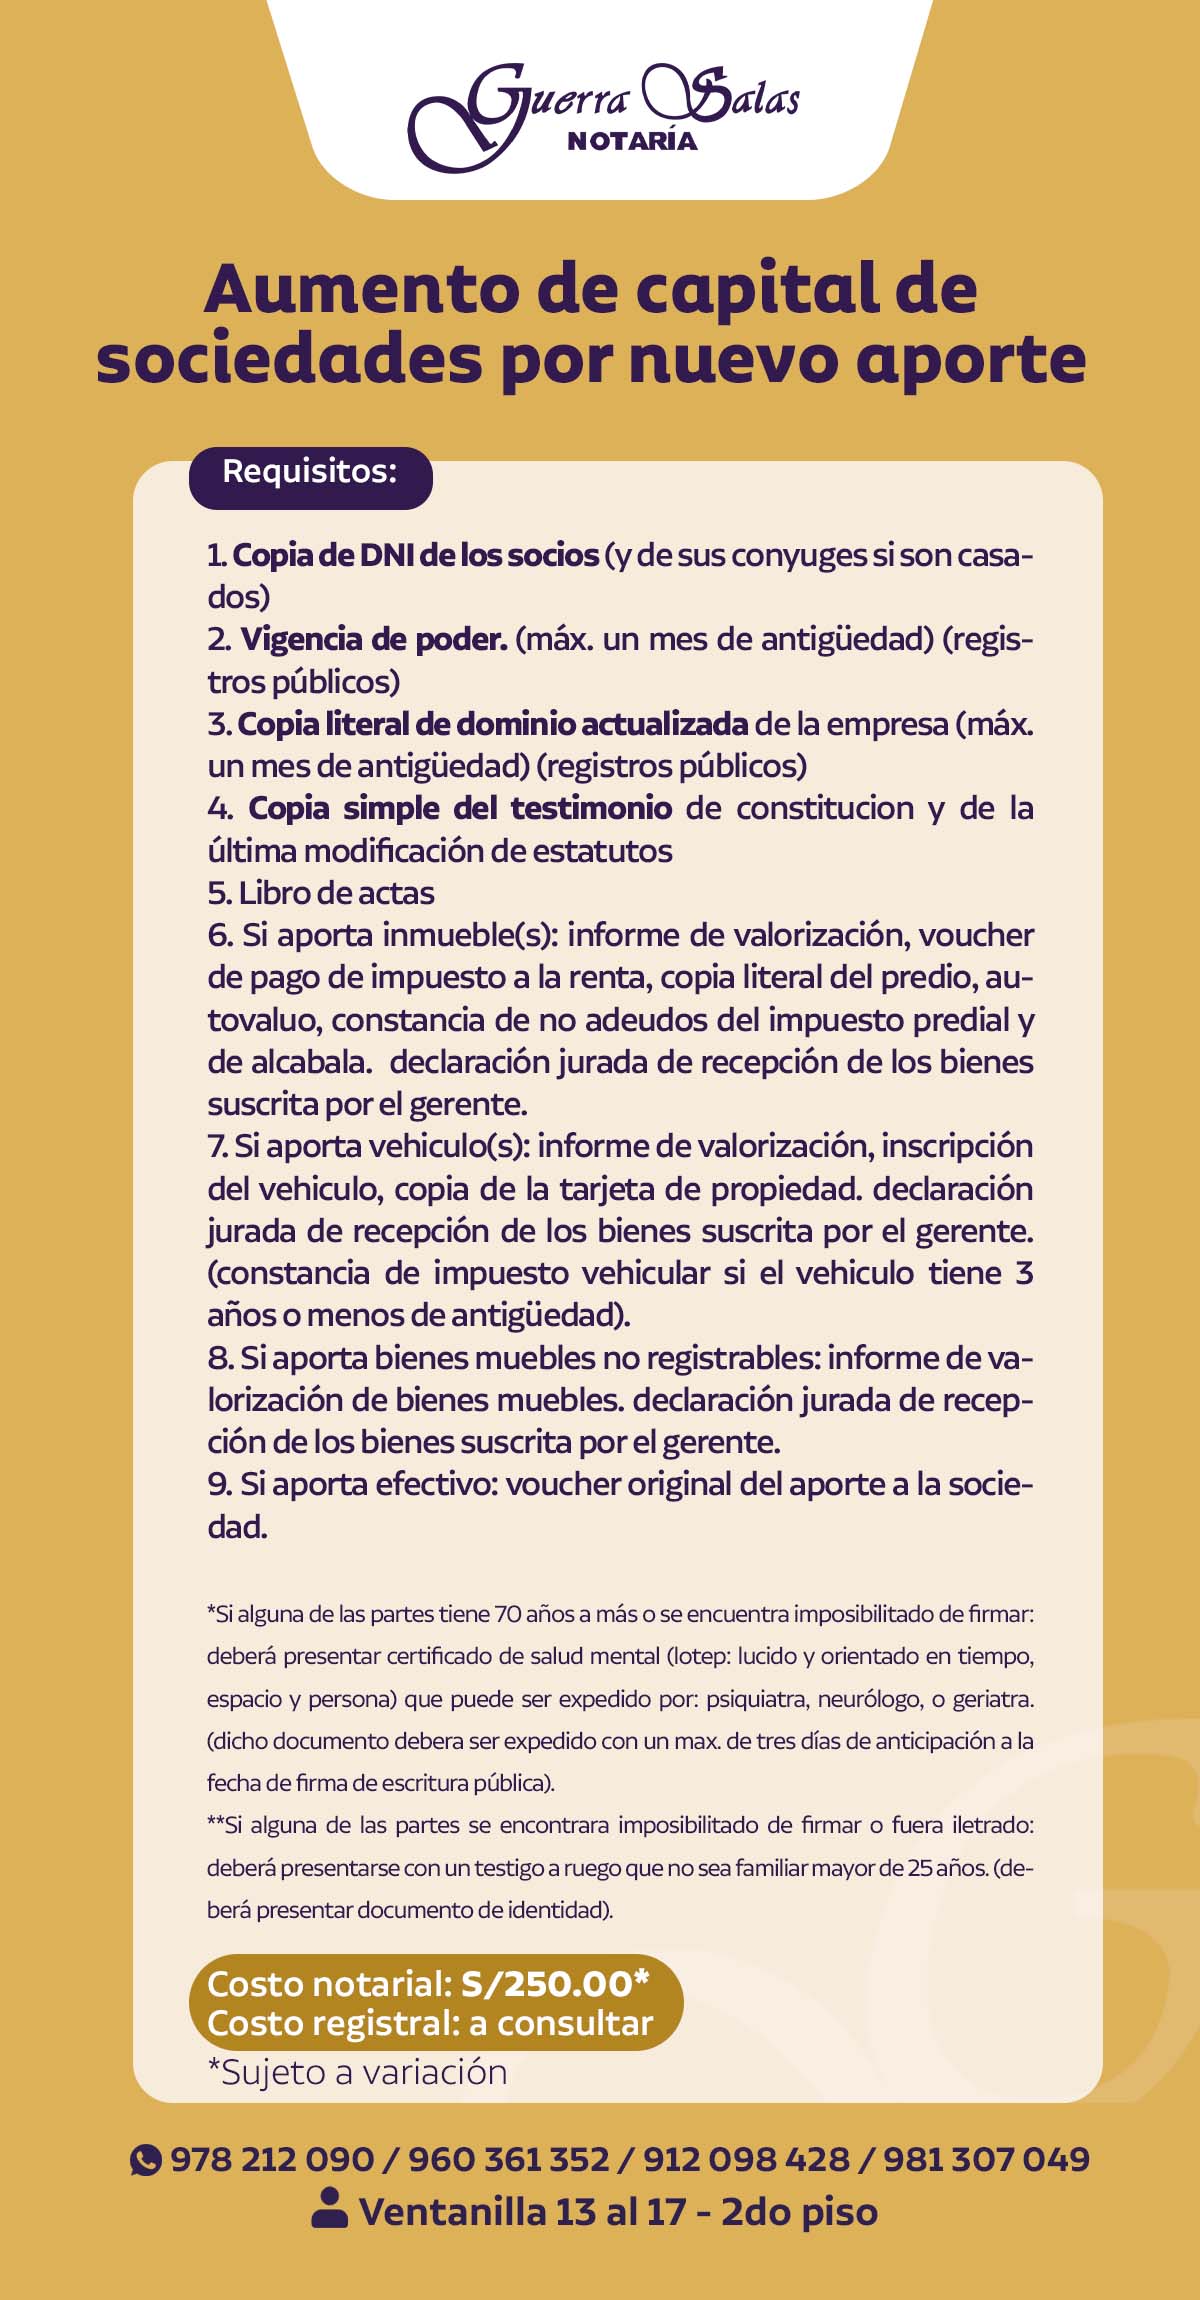 Guerra Salas
NOTARÍA
Aumento de capital de
sociedades por nuevo aporte
Requisitos:
1. Copia de DNI de los socios (y de sus conyuges si son casa-
dos)
2. Vigencia de poder. (máx. un mes de antigüedad) (regis-
tros públicos)
3. Copia literal de dominio actualizada de la empresa (máx.
un mes de antigüedad) (registros públicos)
4. Copia simple del testimonio de constitucion y de la
última modificación de estatutos
5. Libro de actas
6. Si aporta inmueble(s): informe de valorización, voucher
de pago de impuesto a la renta, copia literal del predio, au-
tovaluo, constancia de no adeudos del impuesto predial y
de alcabala.  declaración jurada de recepción de los bienes
suscrita por el gerente.
7. Si aporta vehiculo(s): informe de valorización, inscripción
del vehiculo, copia de la tarjeta de propiedad. declaración
jurada de recepción de los bienes suscrita por el gerente.
(constancia de impuesto vehicular si el vehiculo tiene 3
años o menos de antigüedad).
8. Si aporta bienes muebles no registrables: informe de va-
lorización de bienes muebles. declaración jurada de recep-
ción de los bienes suscrita por el gerente.
9. Si aporta efectivo: voucher original del aporte a la socie-
dad.
*Si alguna de las partes tiene 70 años a más o se encuentra imposibilitado de firmar:
deberá presentar certificado de salud mental (lotep: lucido y orientado en tiempo,
espacio y persona) que puede ser expedido por: psiquiatra, neurólogo, o geriatra.
(dicho documento debera ser expedido con un max. de tres días de anticipación a la
fecha de firma de escritura pública).
**Si alguna de las partes se encontrara imposibilitado de firmar o fuera iletrado:
deberá presentarse con un testigo a ruego que no sea familiar mayor de 25 años. (de-
berá presentar documento de identidad).
Costo notarial: S/250.00*
Costo registral: a consultar
*Sujeto a variación
978 212 090 / 960 361 352 / 912 098 428 / 981 307 049
Ventanilla 13 al 17 - 2do piso